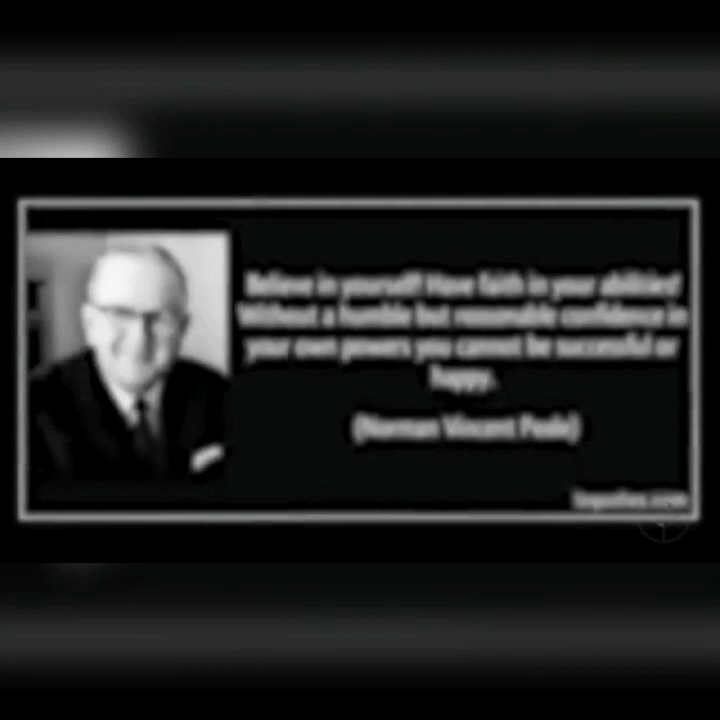 Believe in yourself! Have faith in your abilities!
Without a humble but reasonable confidence in
your own powers you cannot be successful or
happy.
(Norman Vincent Peale)